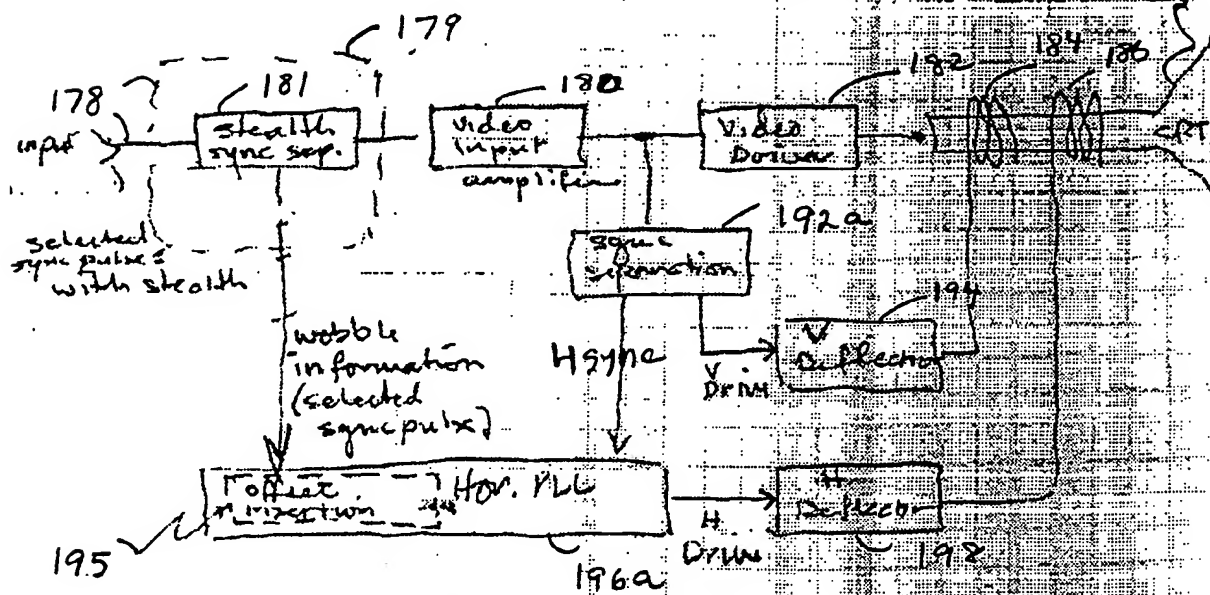 179
178
181
180
182
184
186
input
stealth
sync sep.
Video
input
amplifier
Video
Driver
CRT
192a
selected
sync pulses
with stealth
sync
separation
194
wobble
information
(selected
sync pulse)
H sync
V
Drive
V
Deflector
offset
insertion
Hor. PLL
H
Drive
H
Deflector
195
196a
198